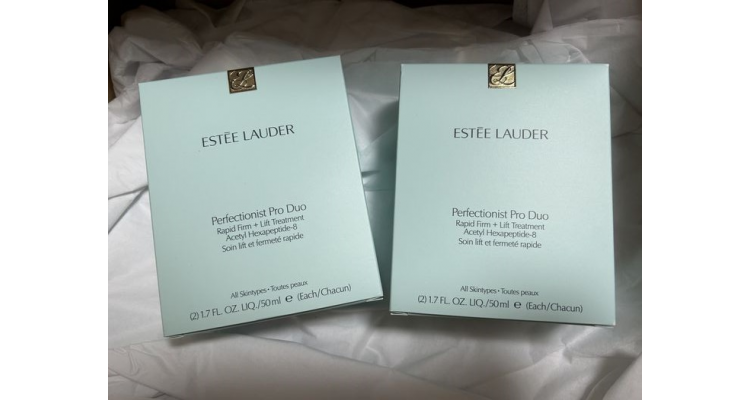 ESTĒE LAUDER
Perfectionist Pro Duo
Rapid Firm + Lift Treatment
Acetyl Hexapeptide-8
Soin lift et fermeté rapide
All Skintypes • Toutes peaux
(2) 1.7 FL. OZ. LIQ./50 ml ℮ (Each/Chacun)
ESTĒE LAUDER
Perfectionist Pro Duo
Rapid Firm + Lift Treatment
Acetyl Hexapeptide-8
Soin lift et fermeté rapide
All Skintypes • Toutes peaux
(2) 1.7 FL. OZ. LIQ./50 ml ℮ (Each/Chacun)